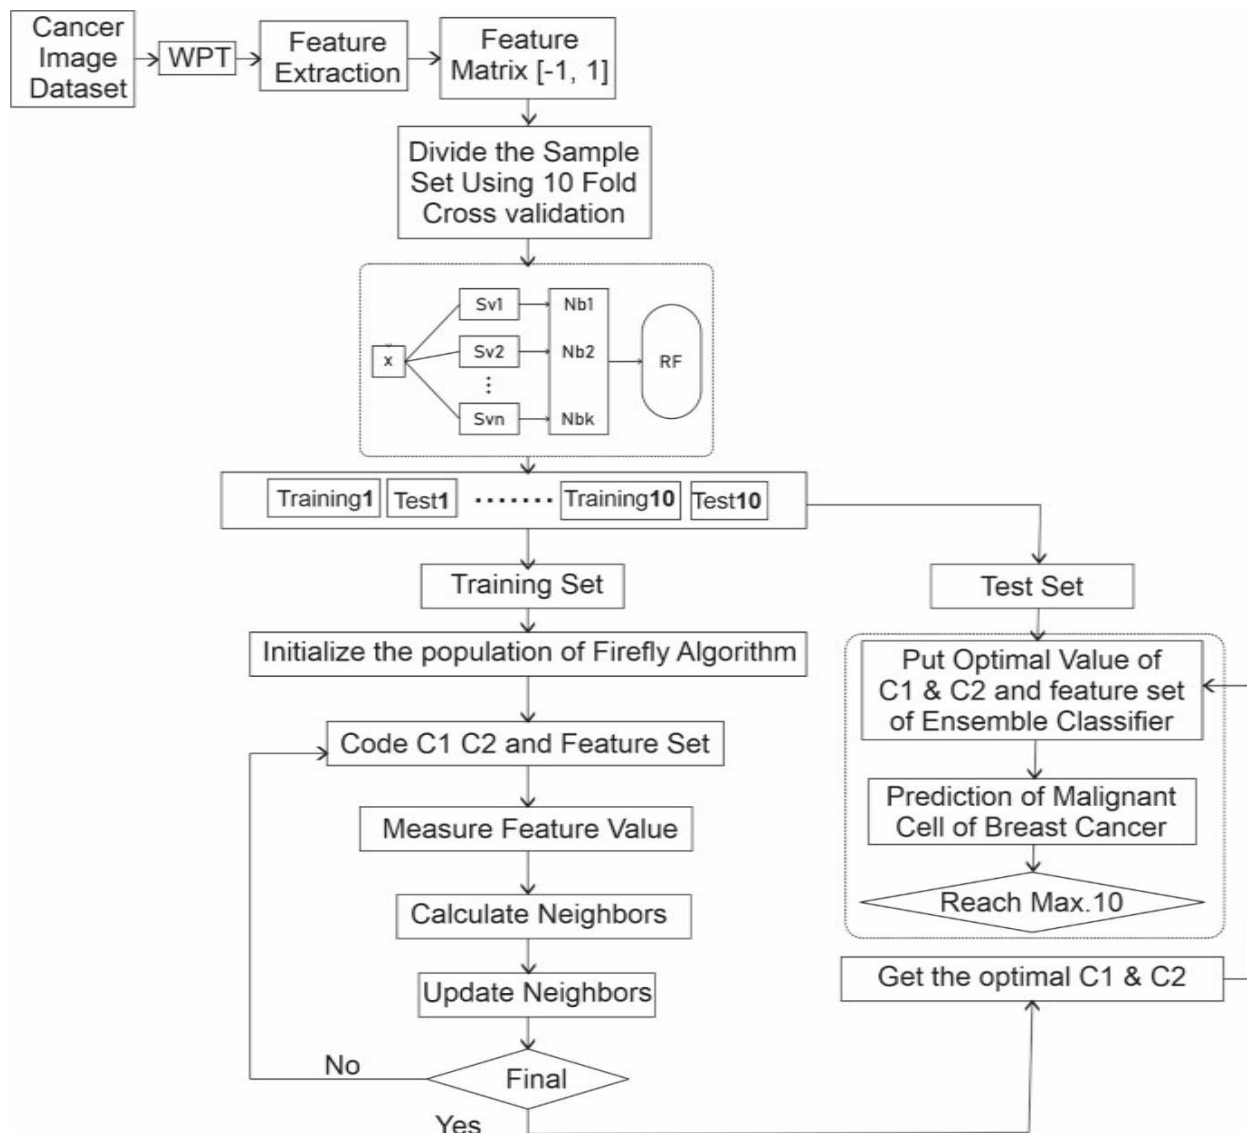 Cancer
Image
Dataset
WPT
Feature
Extraction
Feature
Matrix [-1, 1]
Divide the Sample
Set Using 10 Fold
Cross validation
x
Sv1
Nb1
Sv2
Nb2
RF
Svn
Nbk
Training1
Test1
Training10
Test10
Training Set
Test Set
Initialize the population of Firefly Algorithm
Put Optimal Value of
C1 & C2 and feature set
of Ensemble Classifier
Code C1 C2 and Feature Set
Prediction of Malignant
Cell of Breast Cancer
Measure Feature Value
Reach Max.10
Calculate Neighbors
Get the optimal C1 & C2
Update Neighbors
No
Final
Yes